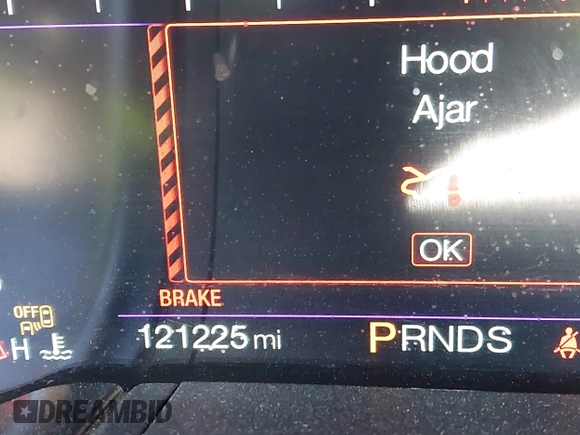 Hood
Ajar
OK
BRAKE
OFF
H
121225 mi
PRNDS
DREAMBID